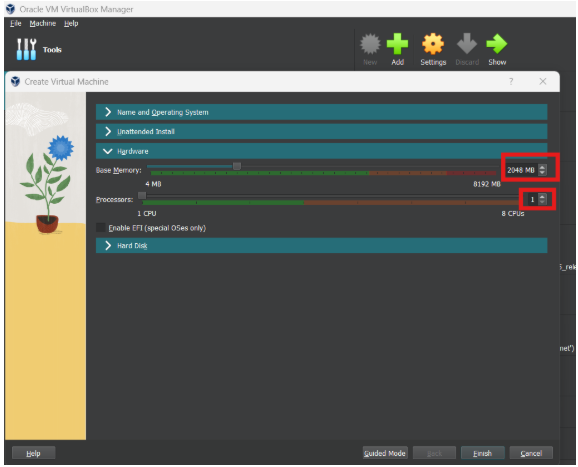 Oracle VM VirtualBox Manager
File Machine Help
Tools
New Add Settings Discard Show
Create Virtual Machine
Name and Operating System
Unattended Install
Hardware
Base Memory: 2048 MB
4 MB 8192 MB
Processors: 1
1 CPU 8 CPUs
Enable EFI (special OSes only)
Hard Disk
5_rele
net')
Help Guided Mode Back Finish Cancel